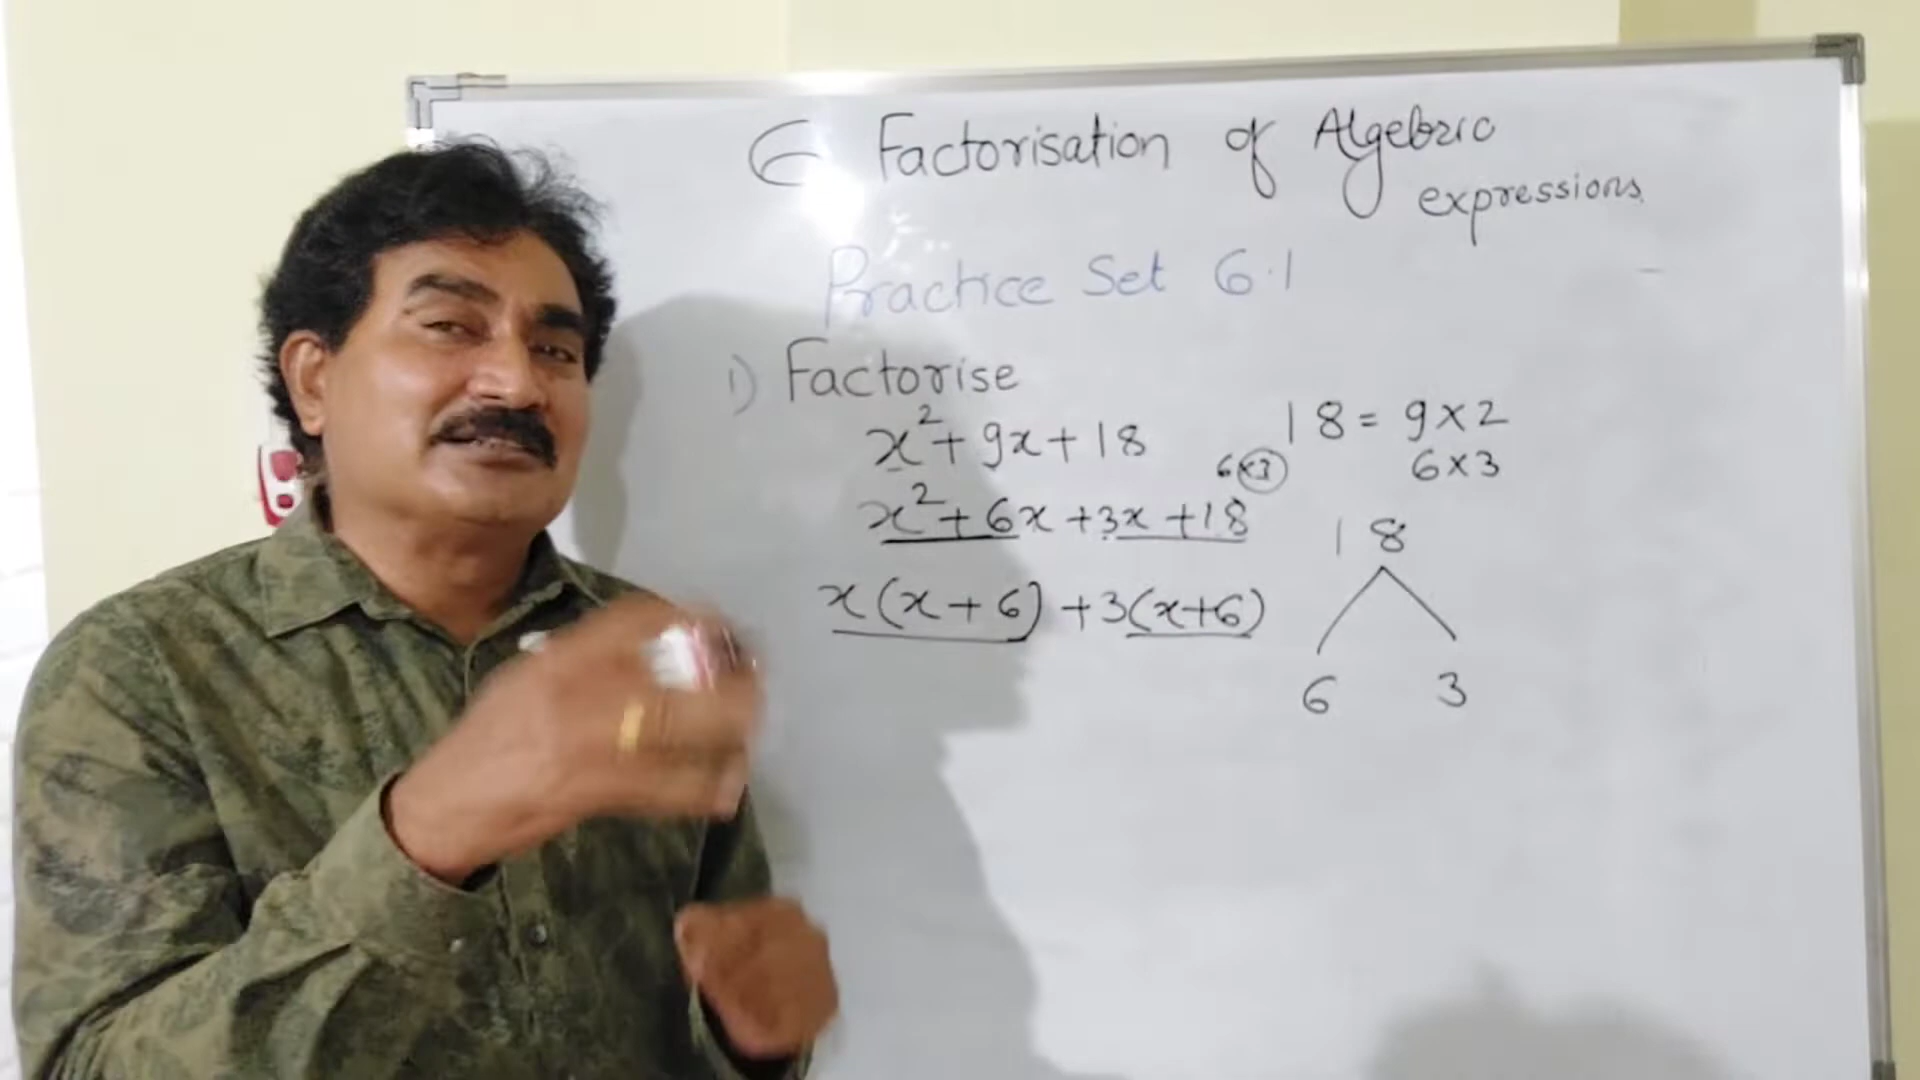 6 Factorisation of Algebric
expressions
Practice Set 6.1
1) Factorise
x²+9x+18
18 = 9×2
6×3
6×3
x²+6x+3x+18
18
x(x+6)+3(x+6)
6 3